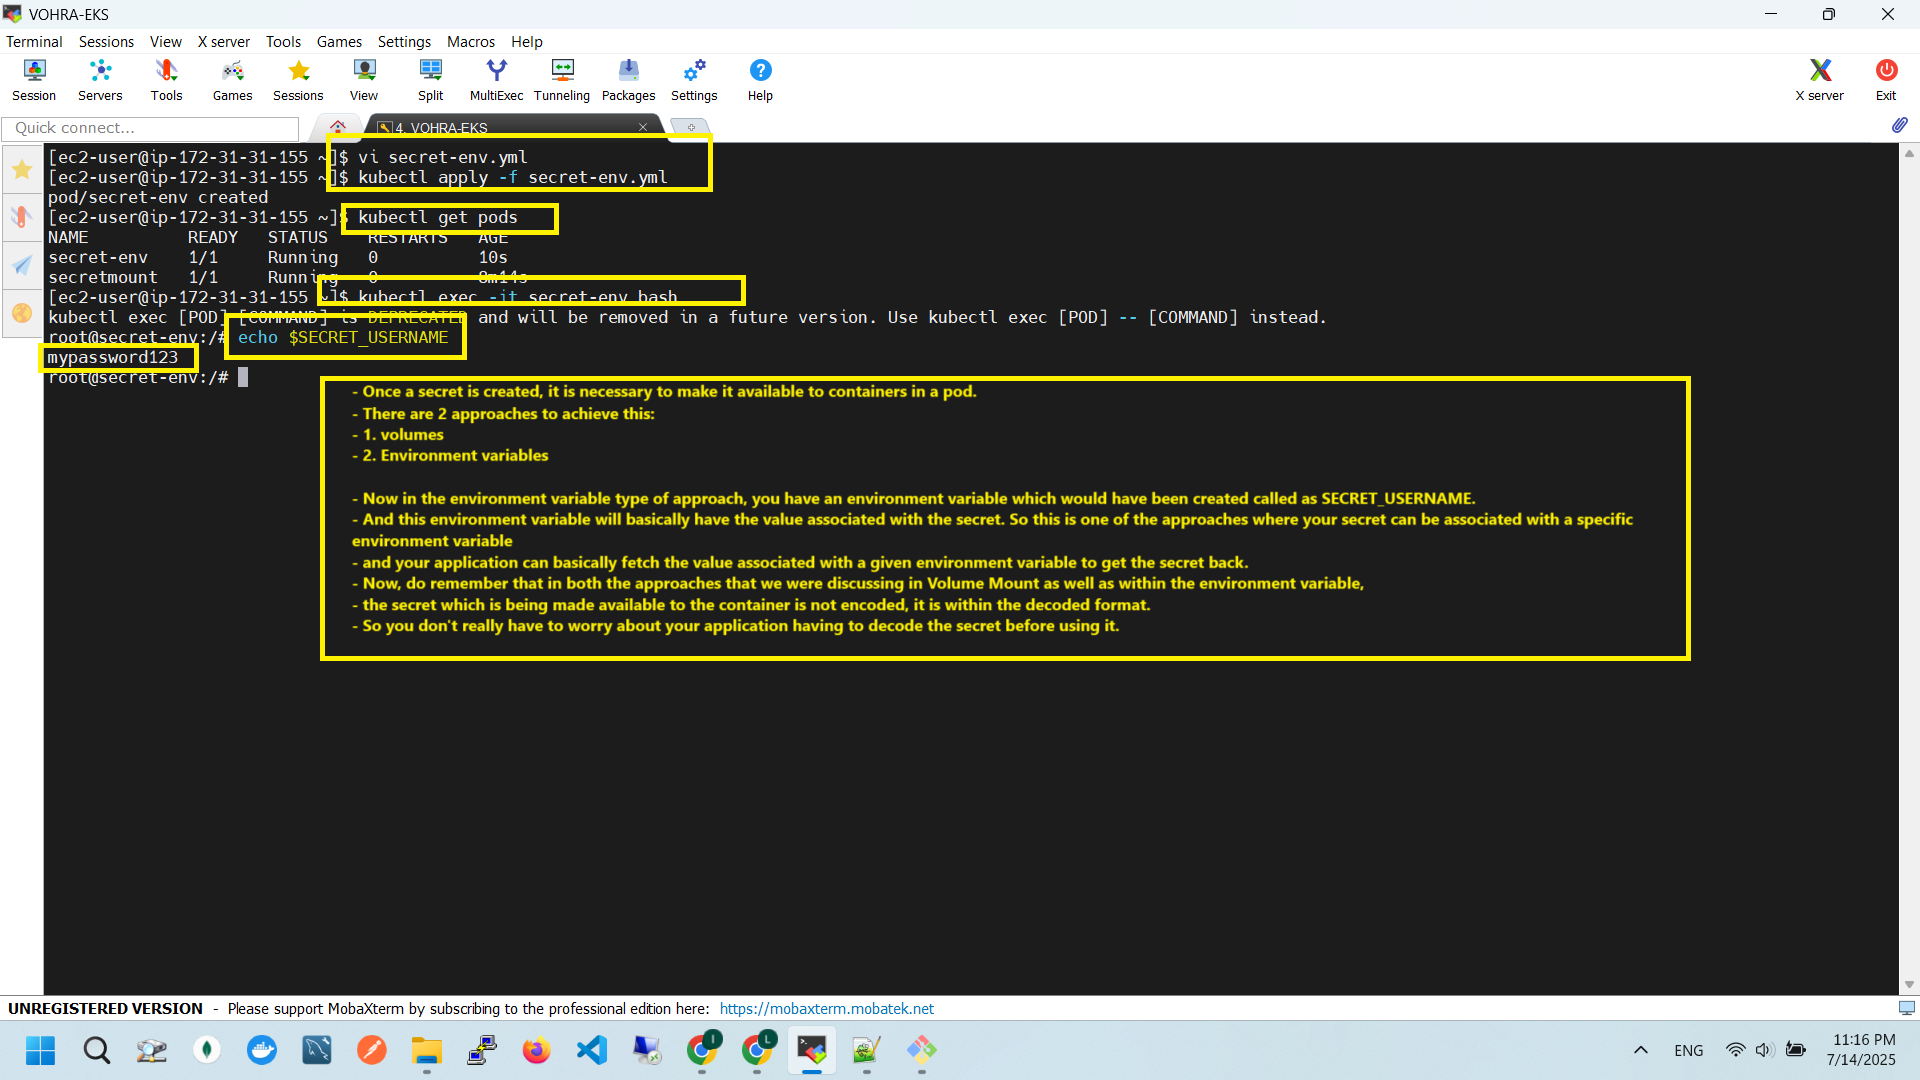 VOHRA-EKS
Terminal Sessions View X server Tools Games Settings Macros Help
Session Servers Tools Games Sessions View Split MultiExec Tunneling Packages Settings Help X server Exit
Quick connect...
4. VOHRA-EKS
[ec2-user@ip-172-31-31-155 ~]$ vi secret-env.yml
[ec2-user@ip-172-31-31-155 ~]$ kubectl apply -f secret-env.yml
pod/secret-env created
[ec2-user@ip-172-31-31-155 ~]$ kubectl get pods
NAME READY STATUS RESTARTS AGE
secret-env 1/1 Running 0 10s
secretmount 1/1 Running 0 8m14s
[ec2-user@ip-172-31-31-155 ~]$ kubectl exec -it secret-env bash
kubectl exec [POD] [COMMAND] is DEPRECATED and will be removed in a future version. Use kubectl exec [POD] -- [COMMAND] instead.
root@secret-env:/# echo $SECRET_USERNAME
mypassword123
root@secret-env:/#
- Once a secret is created, it is necessary to make it available to containers in a pod.
- There are 2 approaches to achieve this:
- 1. volumes
- 2. Environment variables
- Now in the environment variable type of approach, you have an environment variable which would have been created called as SECRET_USERNAME.
- And this environment variable will basically have the value associated with the secret. So this is one of the approaches where your secret can be associated with a specific
environment variable
- and your application can basically fetch the value associated with a given environment variable to get the secret back.
- Now, do remember that in both the approaches that we were discussing in Volume Mount as well as within the environment variable,
- the secret which is being made available to the container is not encoded, it is within the decoded format.
- So you don't really have to worry about your application having to decode the secret before using it.
UNREGISTERED VERSION - Please support MobaXterm by subscribing to the professional edition here: https://mobaxterm.mobatek.net
I
L
ENG
11:16 PM
7/14/2025